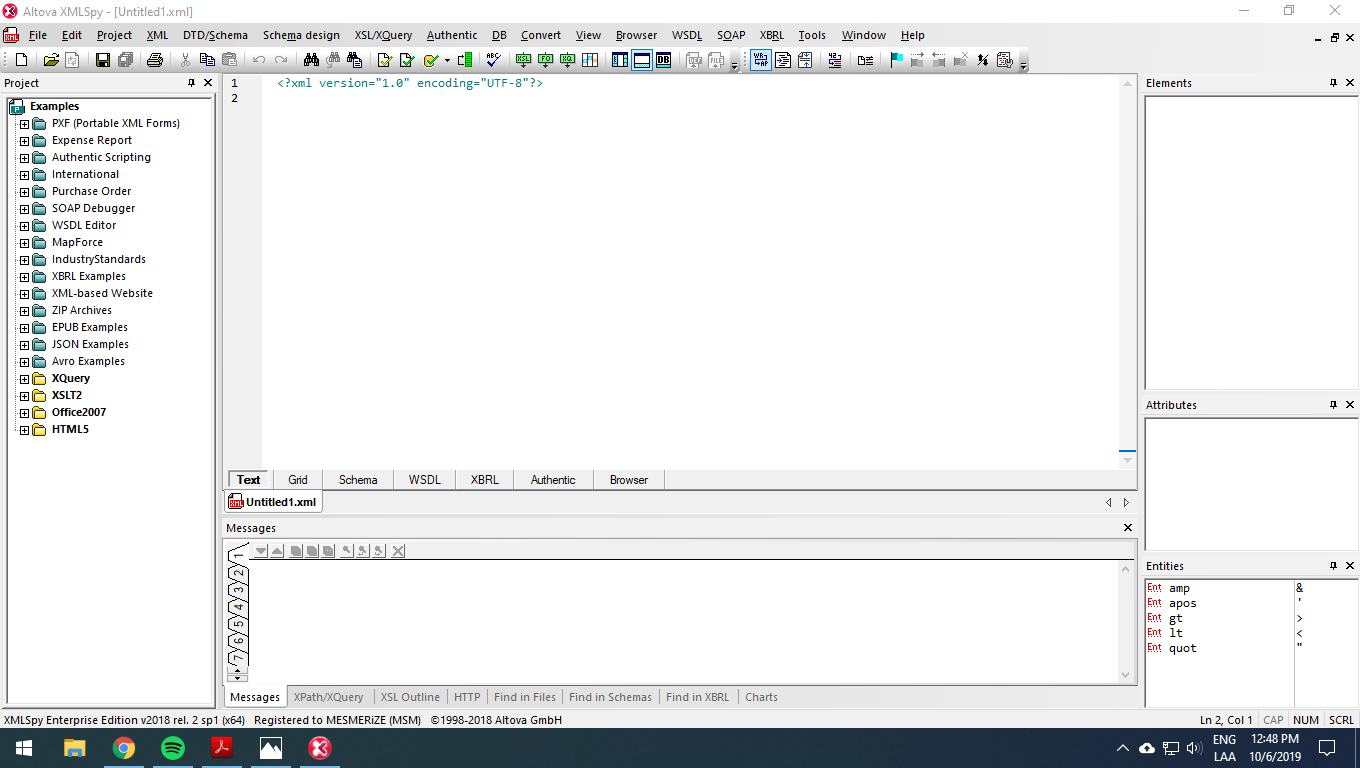 Altova XMLSpy - [Untitled1.xml]
File Edit Project XML DTD/Schema Schema design XSL/XQuery Authentic DB Convert View Browser WSDL SOAP XBRL Tools Window Help
Project
Examples
PXF (Portable XML Forms)
Expense Report
Authentic Scripting
International
Purchase Order
SOAP Debugger
WSDL Editor
MapForce
IndustryStandards
XBRL Examples
XML-based Website
ZIP Archives
EPUB Examples
JSON Examples
Avro Examples
XQuery
XSLT2
Office2007
HTML5
1 <?xml version="1.0" encoding="UTF-8"?>
2
Text Grid Schema WSDL XBRL Authentic Browser
Untitled1.xml
Messages
1
2
3
4
5
6
7
Messages XPath/XQuery XSL Outline HTTP Find in Files Find in Schemas Find in XBRL Charts
Elements
Attributes
Entities
Ent amp &
Ent apos '
Ent gt >
Ent lt <
Ent quot "
XMLSpy Enterprise Edition v2018 rel. 2 sp1 (x64) Registered to MESMERiZE (MSM) ©1998-2018 Altova GmbH
Ln 2, Col 1 CAP NUM SCRL
ENG
LAA
12:48 PM
10/6/2019